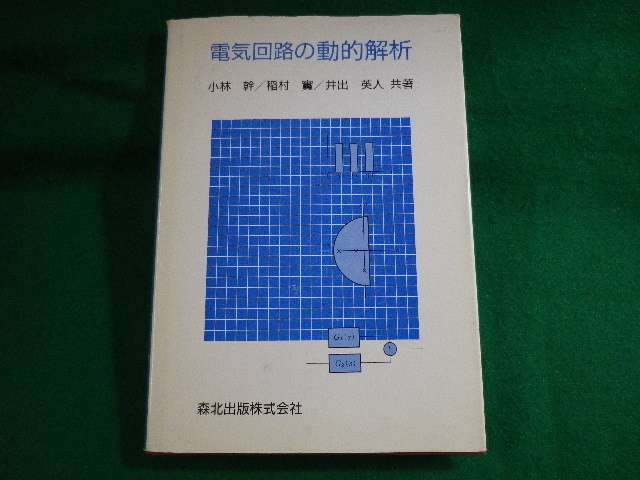 電気回路の動的解析
小林 幹／稲村 實／井出 英人 共著
G₂(s)
森北出版株式会社